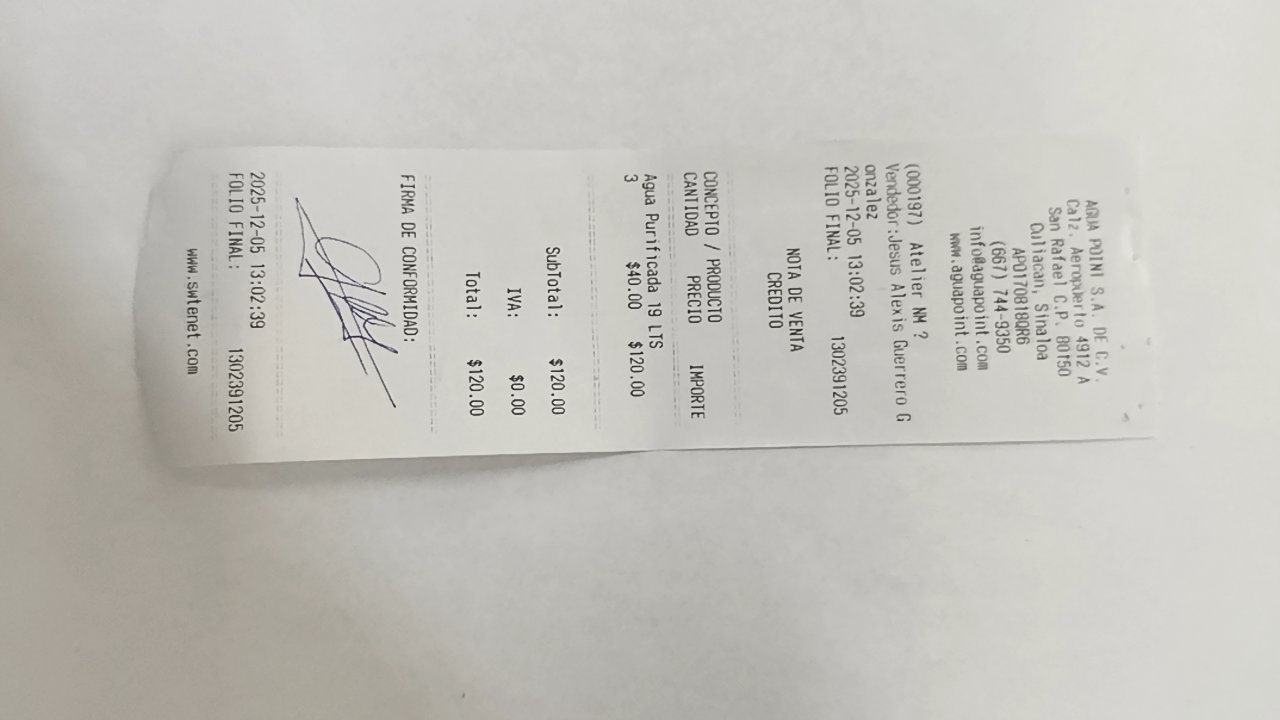 AGUA POINT S.A. DE C.V.
Calz. Aeropuerto 4912 A
San Rafael C.P. 80150
Culiacan, Sinaloa
APO170818QR6
(667) 744-9350
info@aguapoint.com
www.aguapoint.com
(000197) Atelier NM ?
Vendedor:Jesus Alexis Guerrero G
onzalez
2025-12-05 13:02:39
FOLIO FINAL: 1302391205
NOTA DE VENTA
CREDITO
CONCEPTO / PRODUCTO
CANTIDAD PRECIO IMPORTE
Agua Purificada 19 LTS
3 $40.00 $120.00
SubTotal: $120.00
IVA: $0.00
Total: $120.00
FIRMA DE CONFORMIDAD:
2025-12-05 13:02:39
FOLIO FINAL: 1302391205
www.swtenet.com